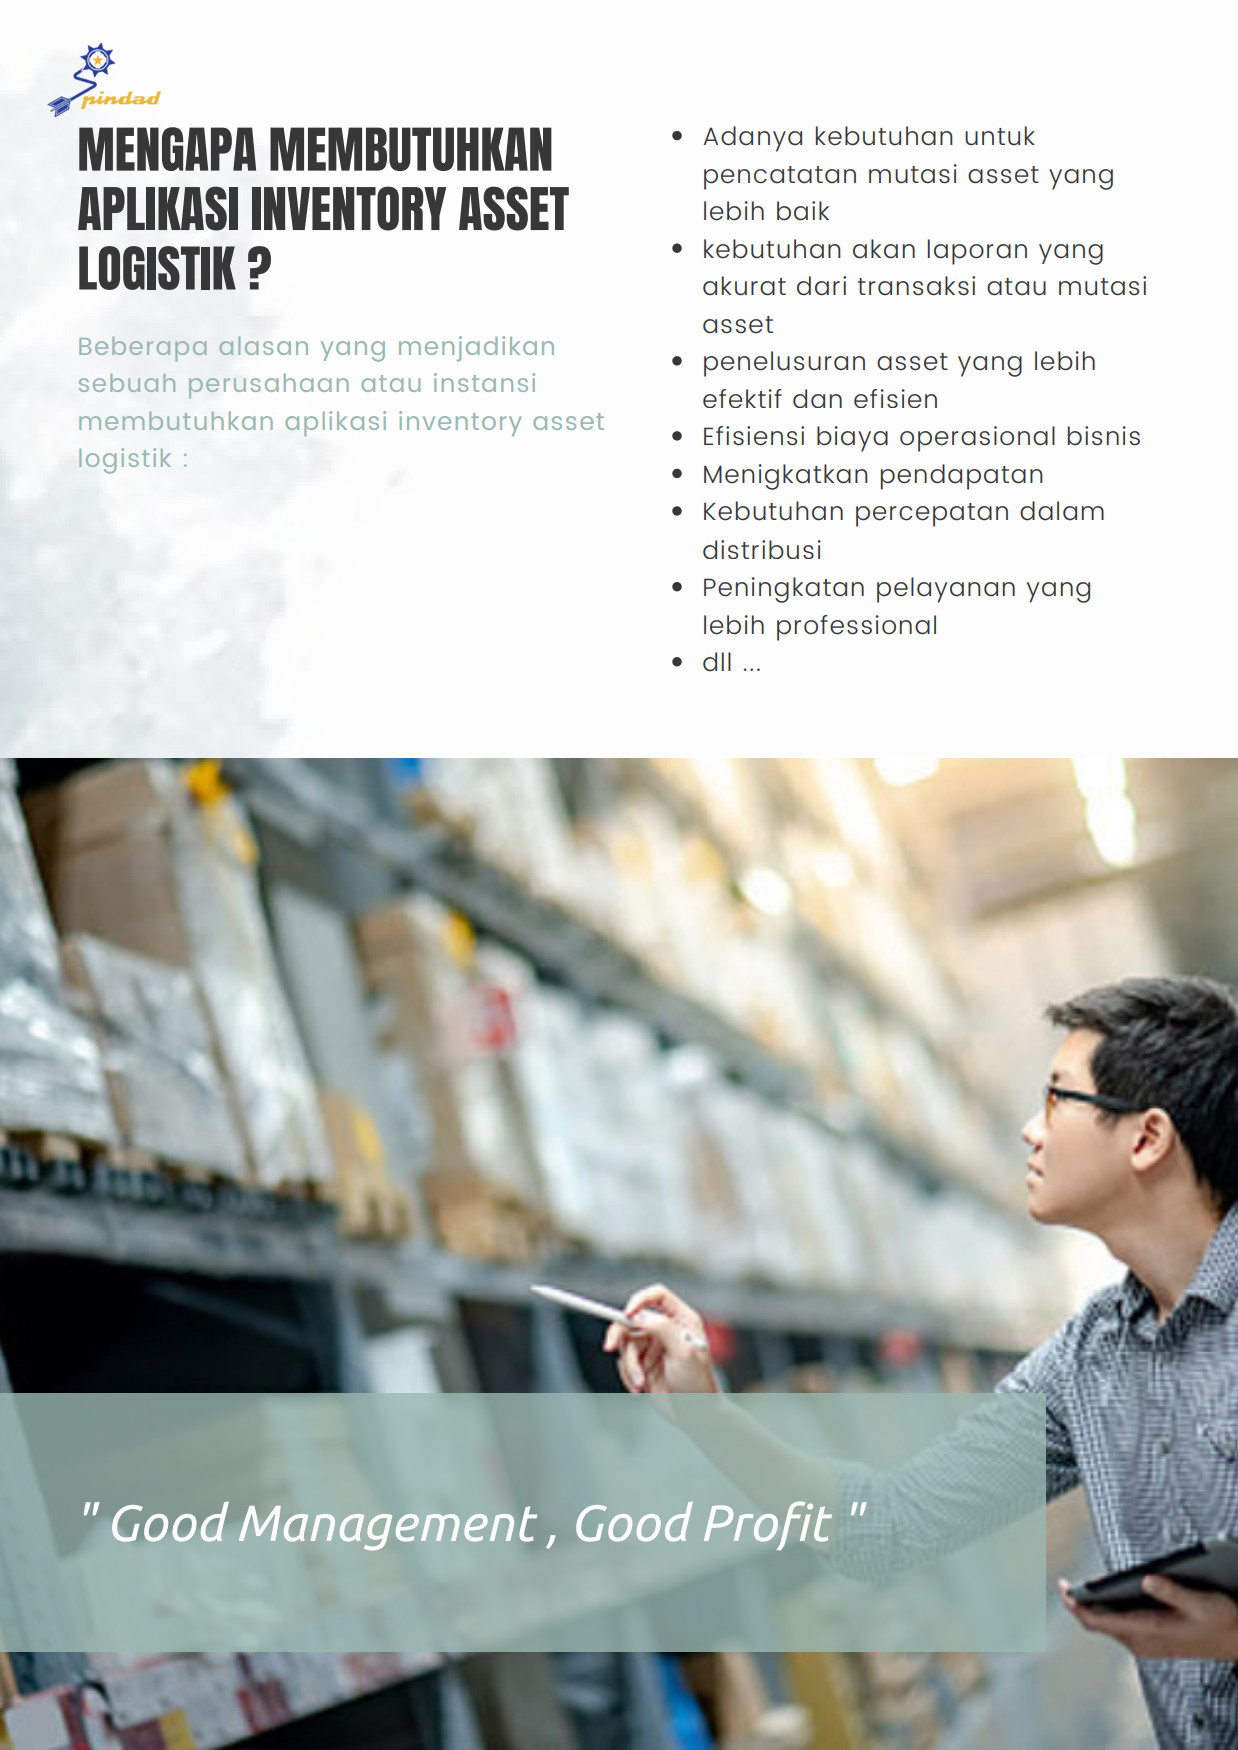 pindad
MENGAPA MEMBUTUHKAN
APLIKASI INVENTORY ASSET
LOGISTIK ?
Beberapa alasan yang menjadikan
sebuah perusahaan atau instansi
membutuhkan aplikasi inventory asset
logistik :
• Adanya kebutuhan untuk
pencatatan mutasi asset yang
lebih baik
• kebutuhan akan laporan yang
akurat dari transaksi atau mutasi
asset
• penelusuran asset yang lebih
efektif dan efisien
• Efisiensi biaya operasional bisnis
• Menigkatkan pendapatan
• Kebutuhan percepatan dalam
distribusi
• Peningkatan pelayanan yang
lebih professional
• dll ...
" Good Management , Good Profit "